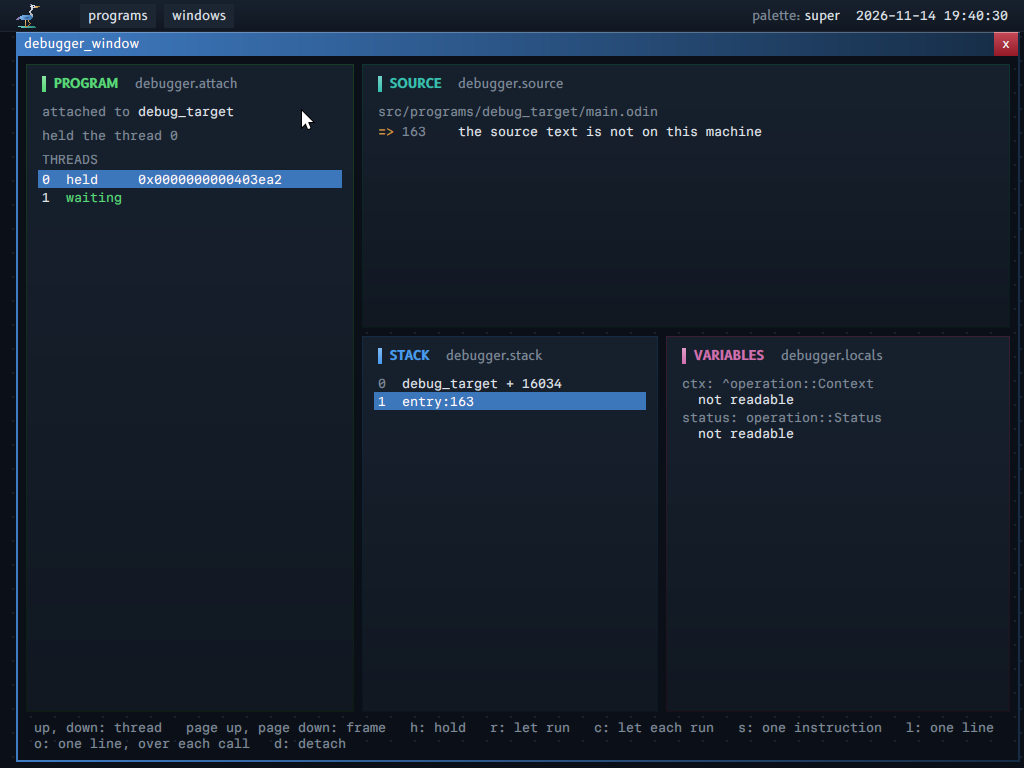 programs windows palette: super 2026-11-14 19:40:30
debugger_window x
PROGRAM debugger.attach
attached to debug_target
held the thread 0
THREADS
0 held 0x0000000000403ea2
1 waiting
SOURCE debugger.source
src/programs/debug_target/main.odin
=> 163 the source text is not on this machine
STACK debugger.stack
0 debug_target + 16034
1 entry:163
VARIABLES debugger.locals
ctx: ^operation::Context
not readable
status: operation::Status
not readable
up, down: thread page up, page down: frame h: hold r: let run c: let each run s: one instruction l: one line
o: one line, over each call d: detach